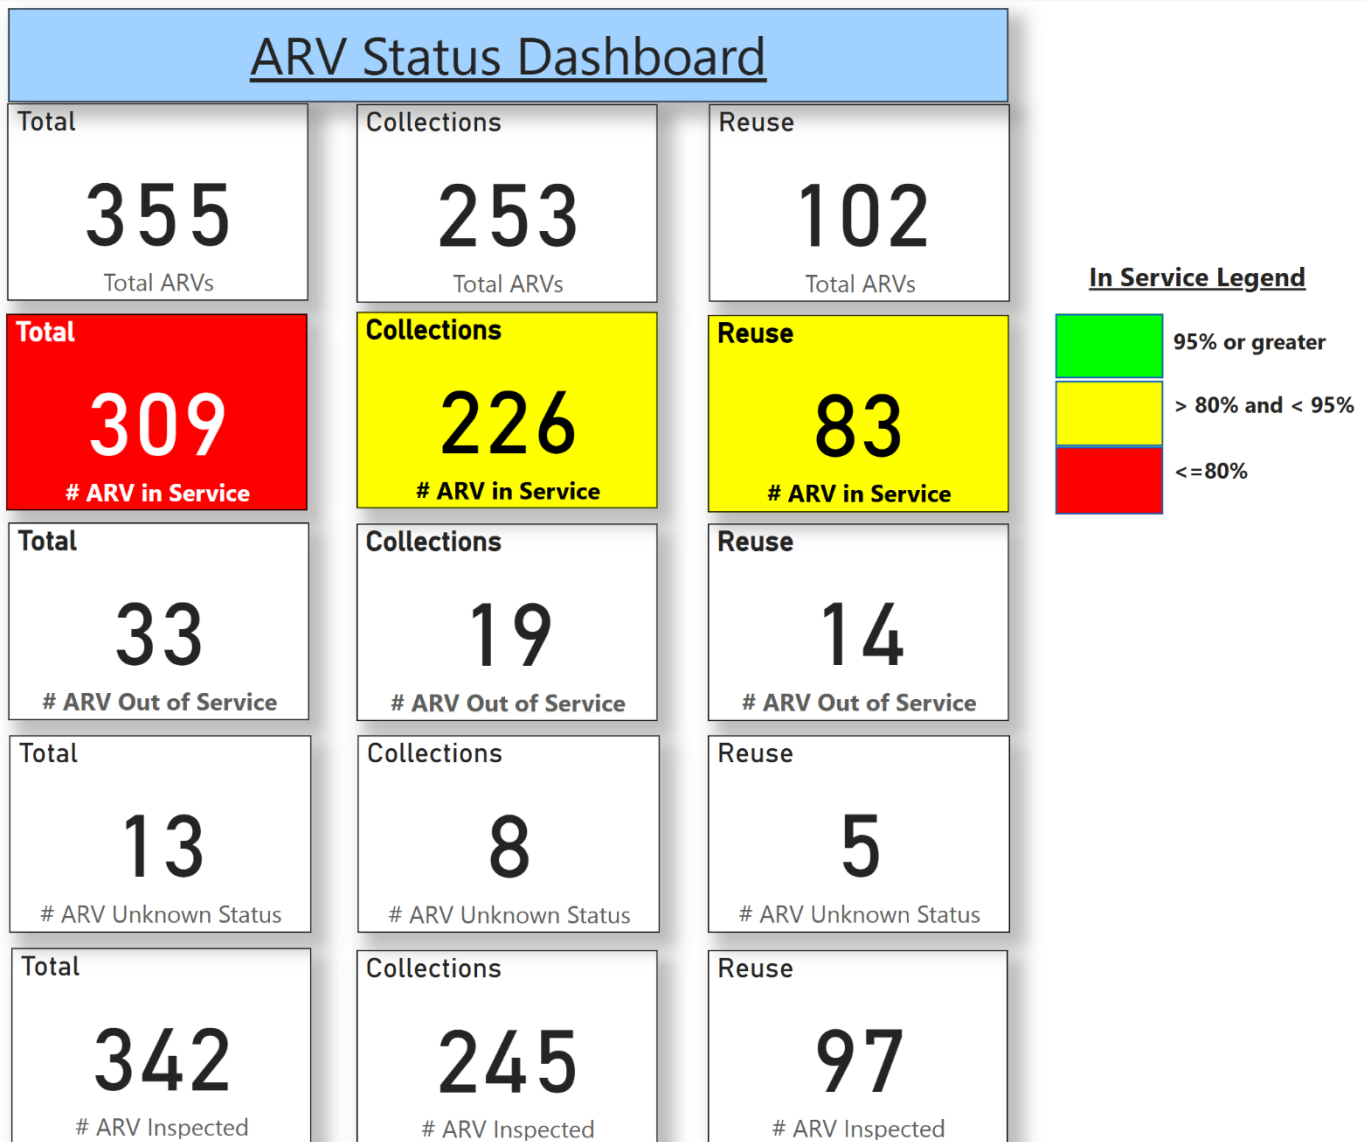 ARV Status Dashboard
Total
355
Total ARVs
Collections
253
Total ARVs
Reuse
102
Total ARVs
Total
309
# ARV in Service
Collections
226
# ARV in Service
Reuse
83
# ARV in Service
In Service Legend
95% or greater
> 80% and < 95%
<=80%
Total
33
# ARV Out of Service
Collections
19
# ARV Out of Service
Reuse
14
# ARV Out of Service
Total
13
# ARV Unknown Status
Collections
8
# ARV Unknown Status
Reuse
5
# ARV Unknown Status
Total
342
# ARV Inspected
Collections
245
# ARV Inspected
Reuse
97
# ARV Inspected